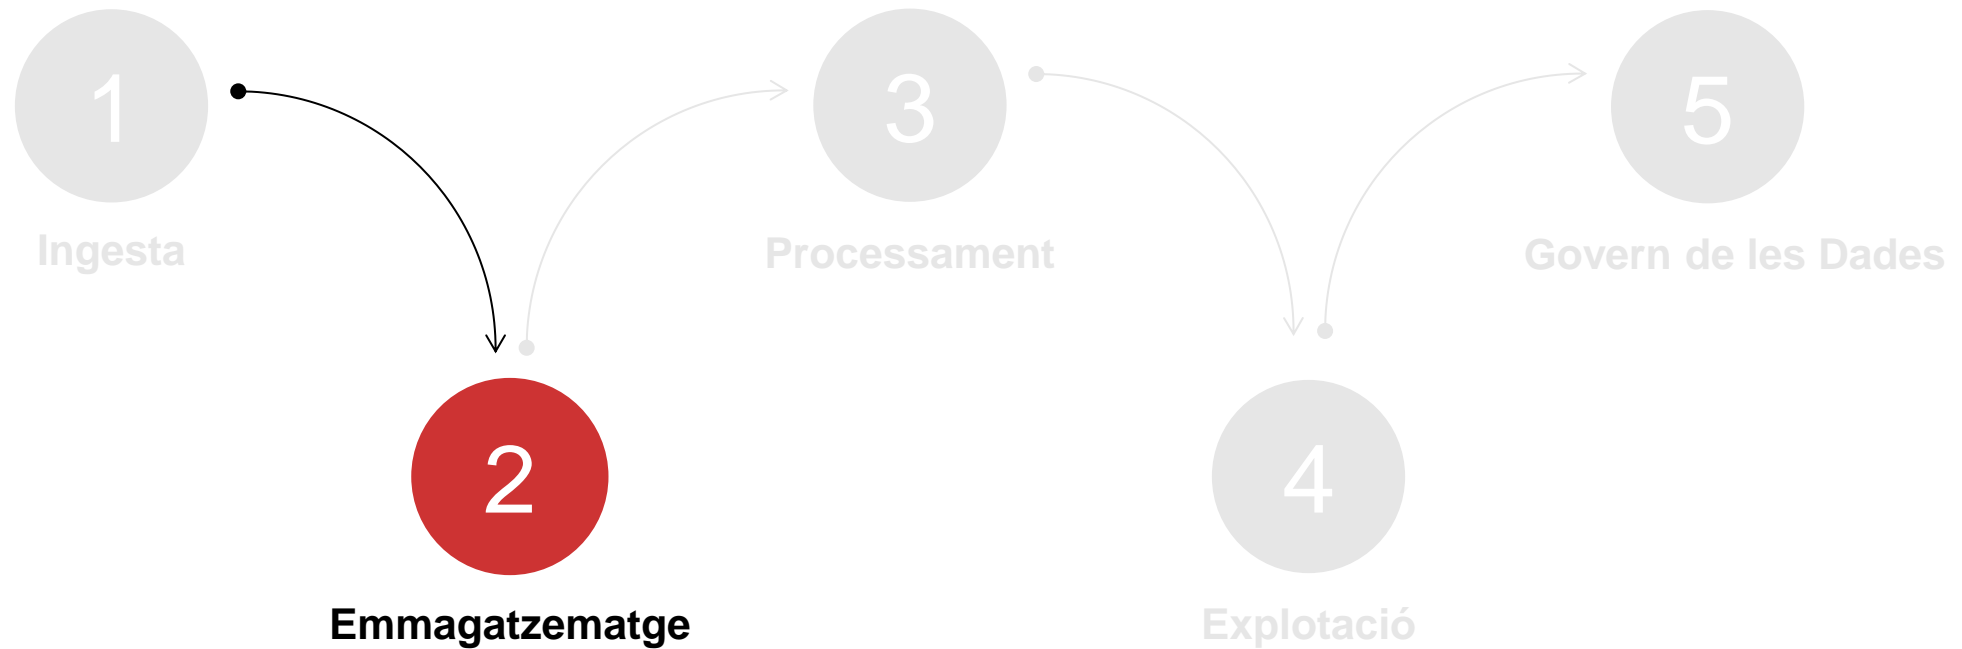 1
Ingesta
2
Emmagatzematge
3
Processament
4
Explotació
5
Govern de les Dades